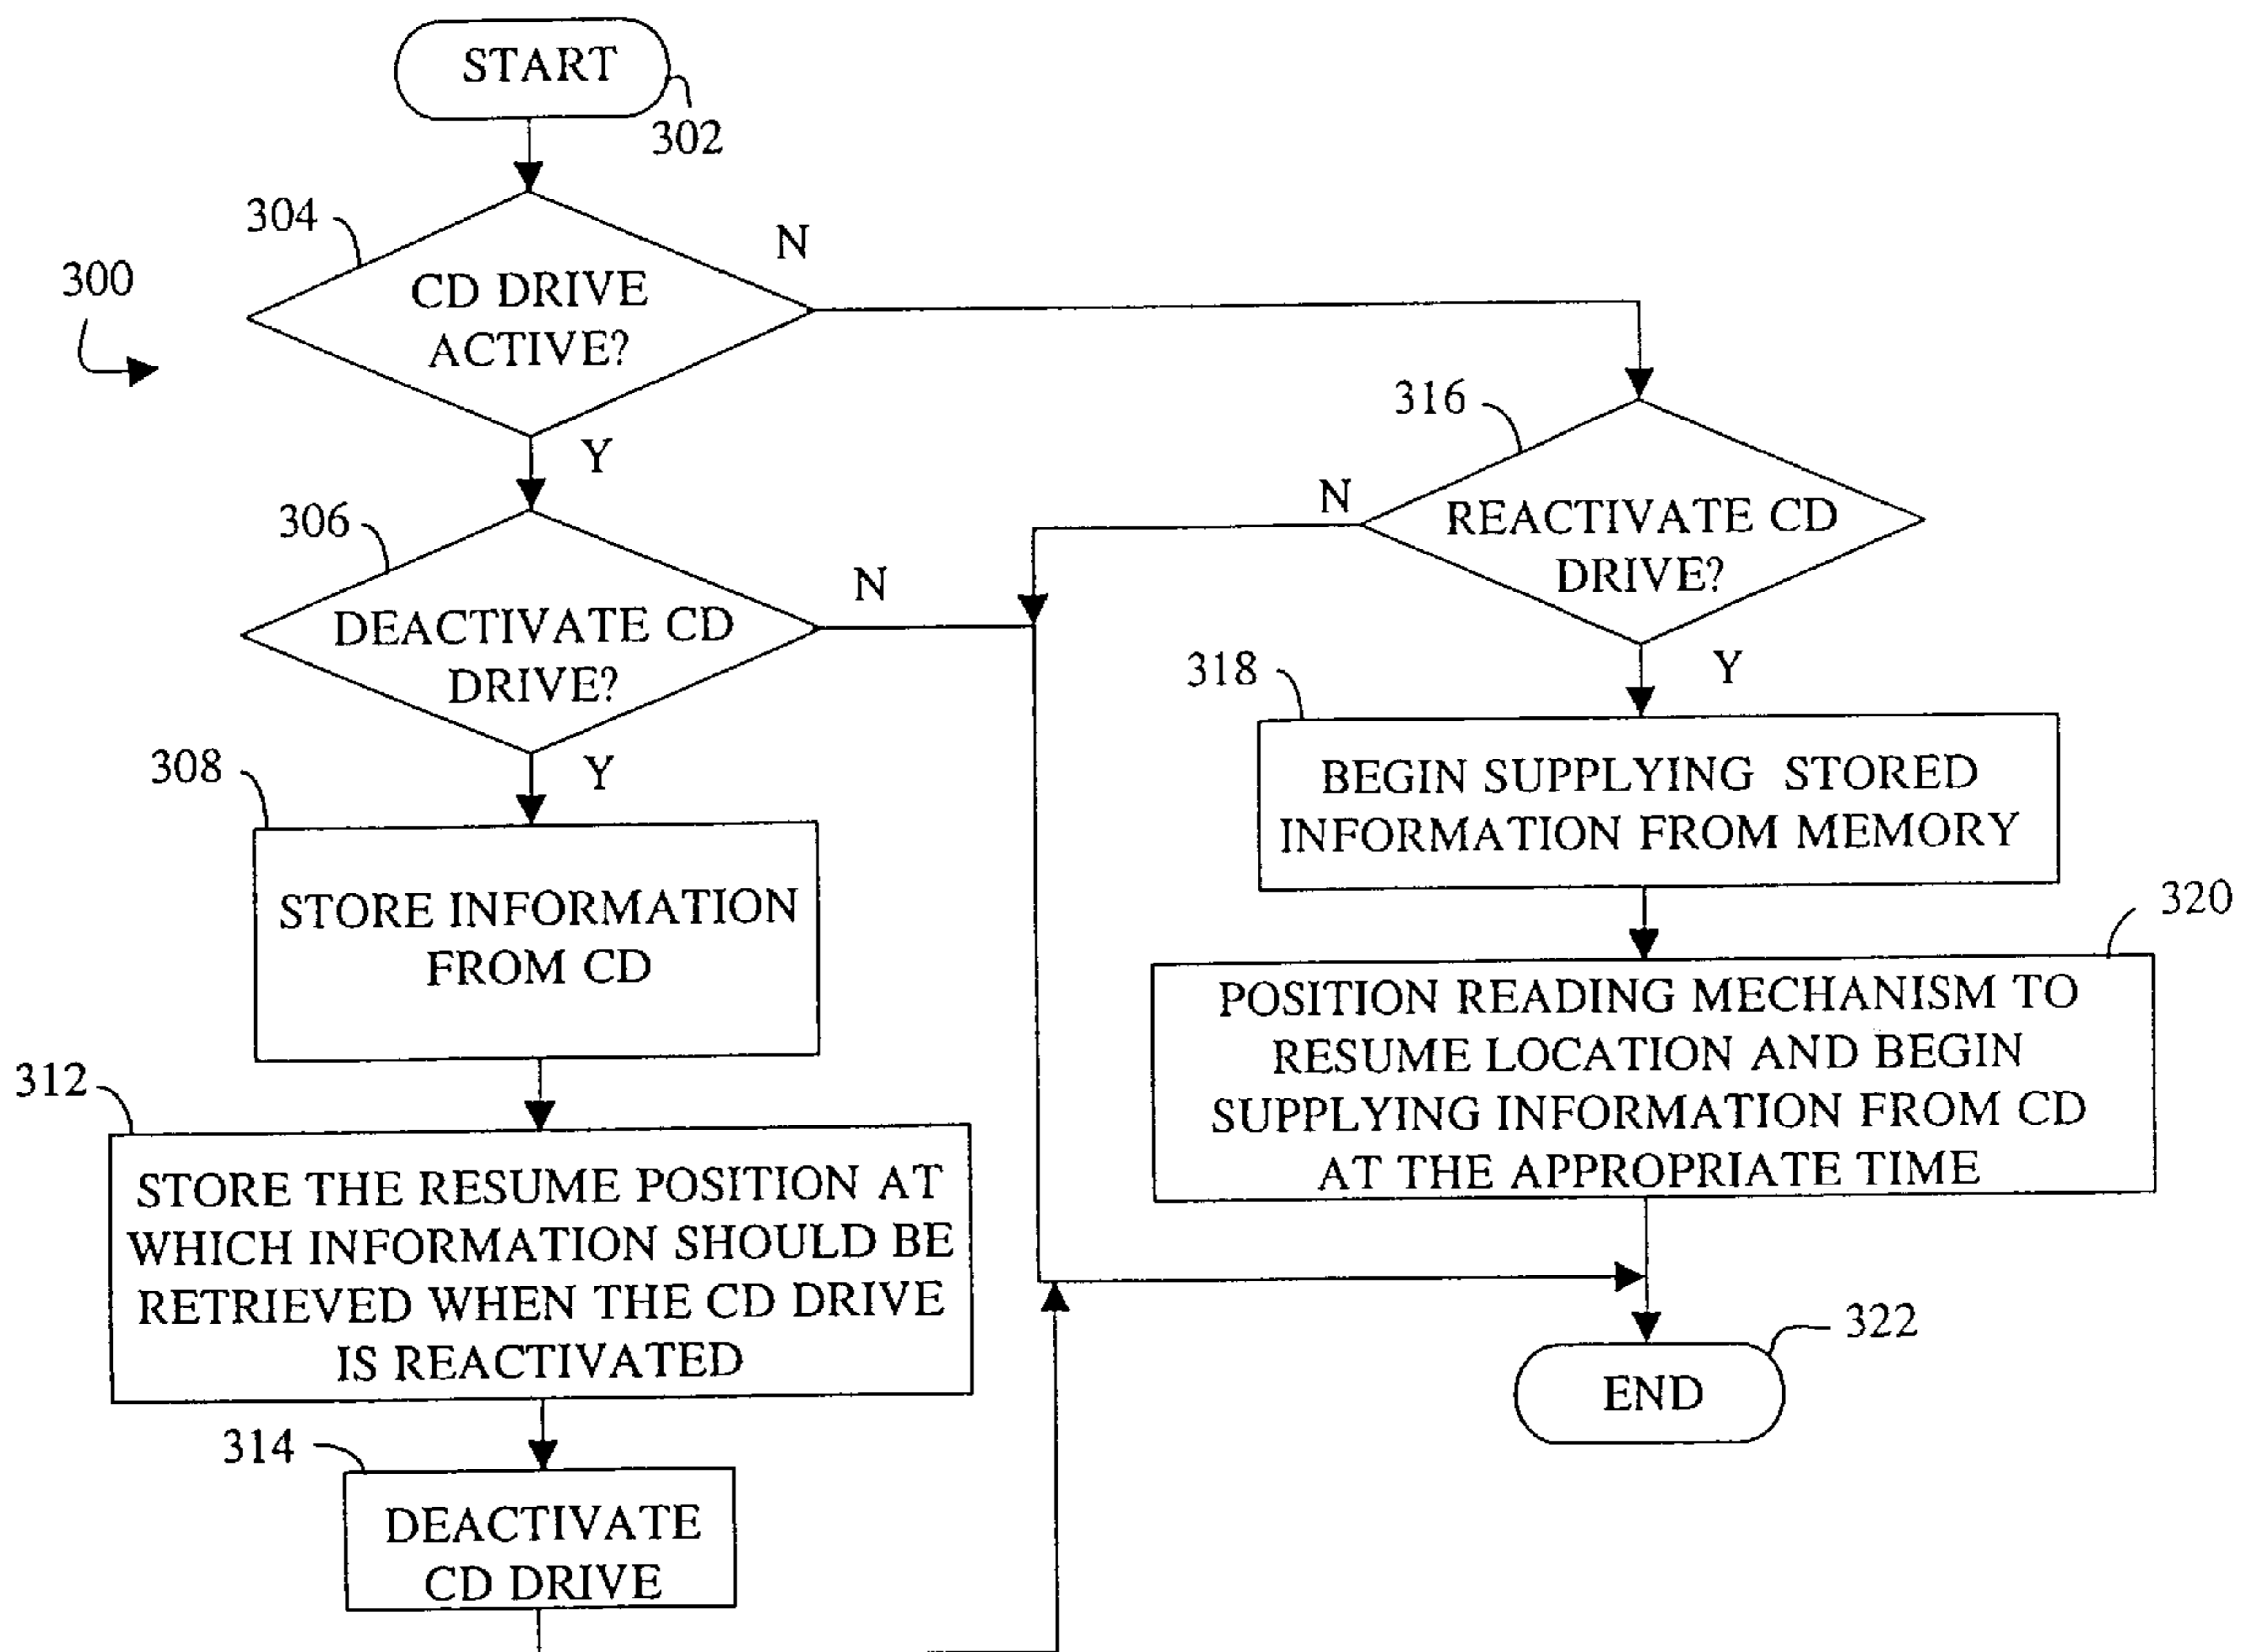 START
302
304
N
300
CD DRIVE
ACTIVE?
316
Y
N
306
REACTIVATE CD
DRIVE?
N
DEACTIVATE CD
DRIVE?
Y
318
308
Y
BEGIN SUPPLYING STORED
INFORMATION FROM MEMORY
STORE INFORMATION
FROM CD
320
POSITION READING MECHANISM TO
RESUME LOCATION AND BEGIN
SUPPLYING INFORMATION FROM CD
AT THE APPROPRIATE TIME
312
STORE THE RESUME POSITION AT
WHICH INFORMATION SHOULD BE
RETRIEVED WHEN THE CD DRIVE
IS REACTIVATED
322
END
314
DEACTIVATE
CD DRIVE